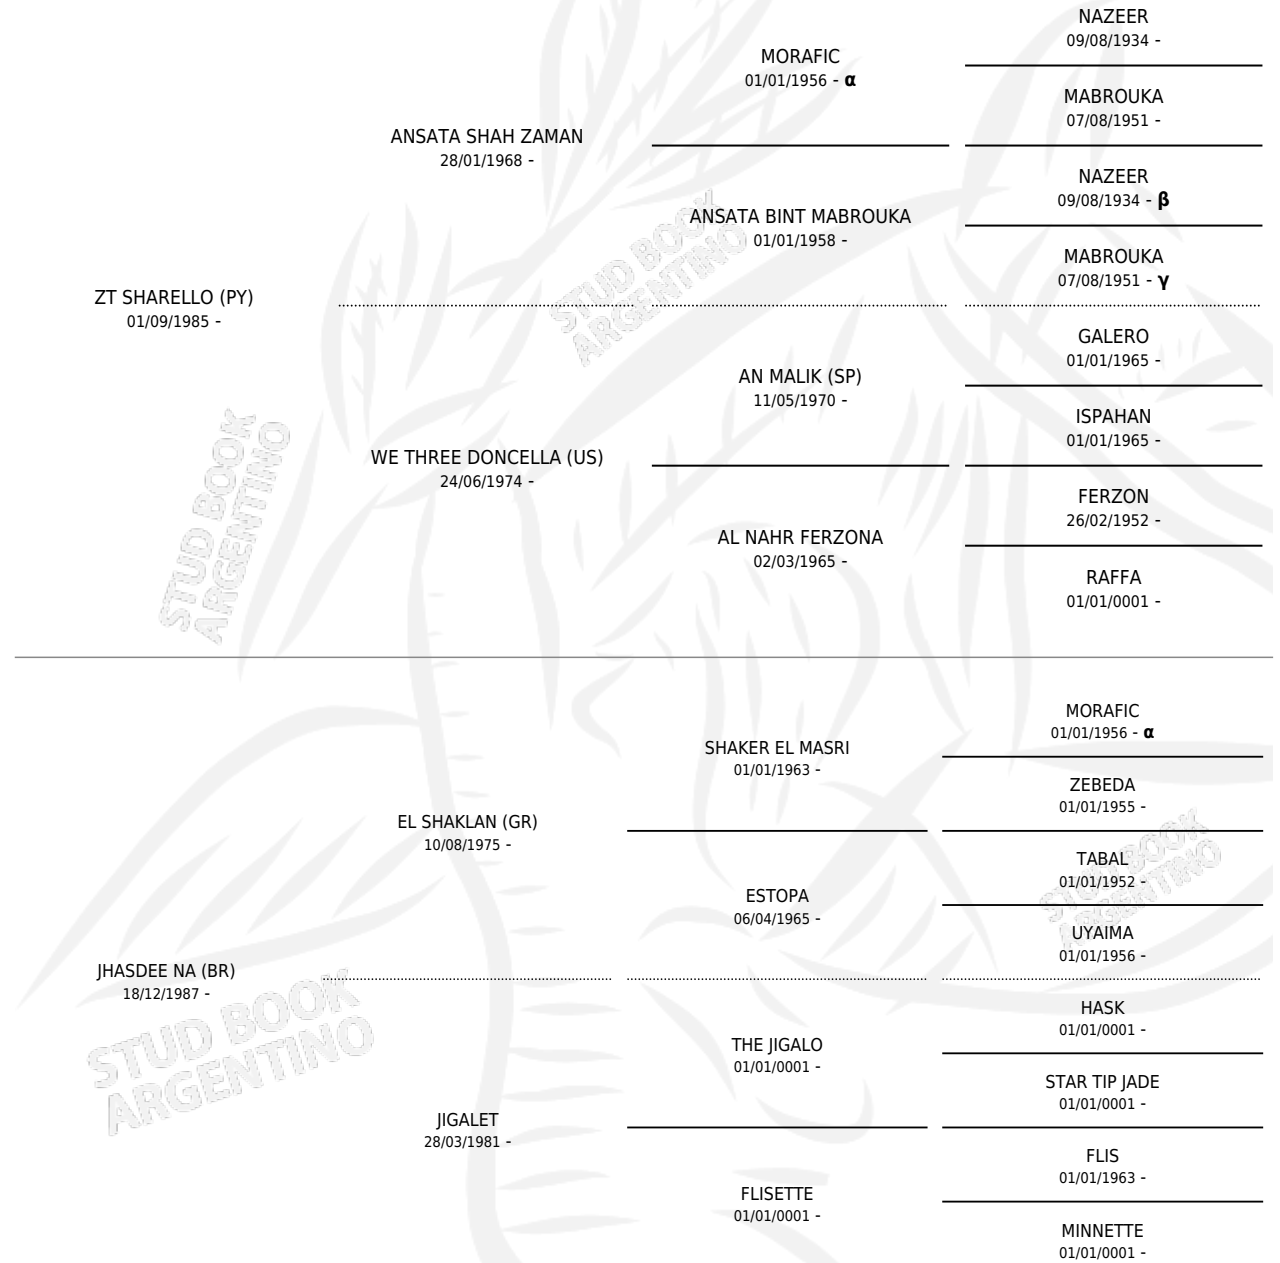 NAZEER
09/08/1934 -
MORAFIC
01/01/1956 - α
MABROUKA
07/08/1951 -
ANSATA SHAH ZAMAN
28/01/1968 -
NAZEER
09/08/1934 - β
ANSATA BINT MABROUKA
01/01/1958 -
MABROUKA
07/08/1951 - γ
ZT SHARELLO (PY)
01/09/1985 -
GALERO
01/01/1965 -
AN MALIK (SP)
11/05/1970 -
ISPAHAN
01/01/1965 -
WE THREE DONCELLA (US)
24/06/1974 -
FERZON
26/02/1952 -
AL NAHR FERZONA
02/03/1965 -
RAFFA
01/01/0001 -
MORAFIC
01/01/1956 - α
SHAKER EL MASRI
01/01/1963 -
ZEBEDA
01/01/1955 -
EL SHAKLAN (GR)
10/08/1975 -
TABAL
01/01/1952 -
ESTOPA
06/04/1965 -
UYAIMA
01/01/1956 -
JHASDEE NA (BR)
18/12/1987 -
HASK
01/01/0001 -
THE JIGALO
01/01/0001 -
STAR TIP JADE
01/01/0001 -
JIGALET
28/03/1981 -
FLIS
01/01/1963 -
FLISETTE
01/01/0001 -
MINNETTE
01/01/0001 -
STUD BOOK
ARGENTINO
STUD BOOK
ARGENTINO
STUD BOOK
ARGENTINO
STUD BOOK
ARGENTINO